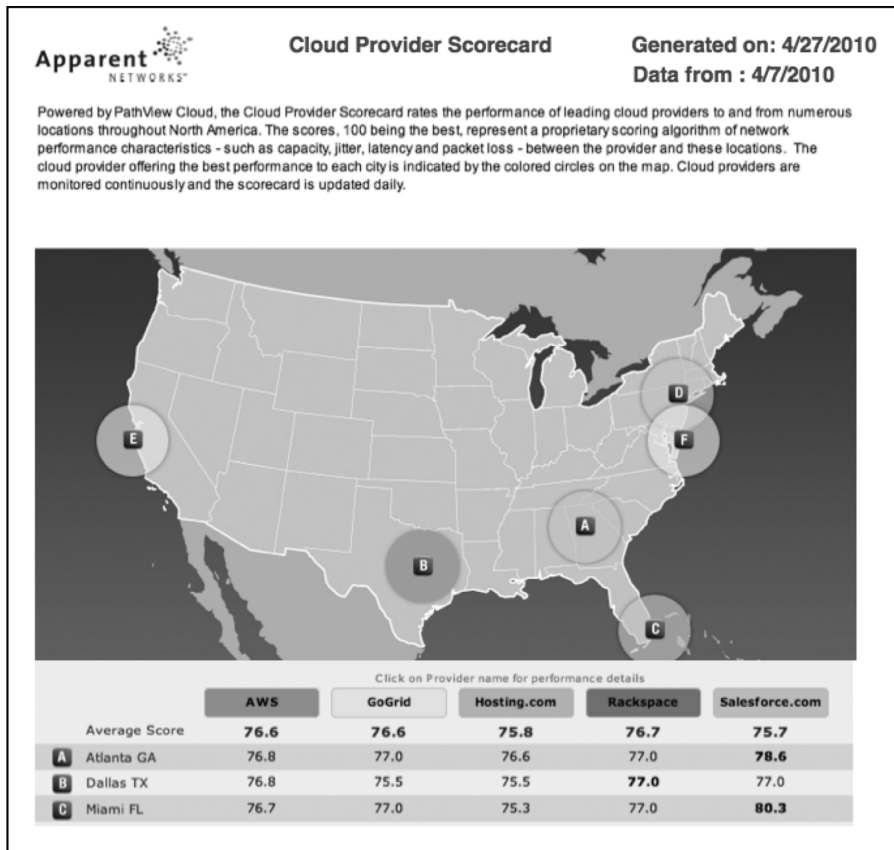 Apparent
NETWORKS™
Cloud Provider Scorecard
Generated on: 4/27/2010
Data from : 4/7/2010
Powered by PathView Cloud, the Cloud Provider Scorecard rates the performance of leading cloud providers to and from numerous
locations throughout North America. The scores, 100 being the best, represent a proprietary scoring algorithm of network
performance characteristics - such as capacity, jitter, latency and packet loss - between the provider and these locations. The
cloud provider offering the best performance to each city is indicated by the colored circles on the map. Cloud providers are
monitored continuously and the scorecard is updated daily.
D
E
F
A
B
C
Click on Provider name for performance details
AWS GoGrid Hosting.com Rackspace Salesforce.com
Average Score 76.6 76.6 75.8 76.7 75.7
A Atlanta GA 76.8 77.0 76.6 77.0 78.6
B Dallas TX 76.8 75.5 75.5 77.0 77.0
C Miami FL 76.7 77.0 75.3 77.0 80.3